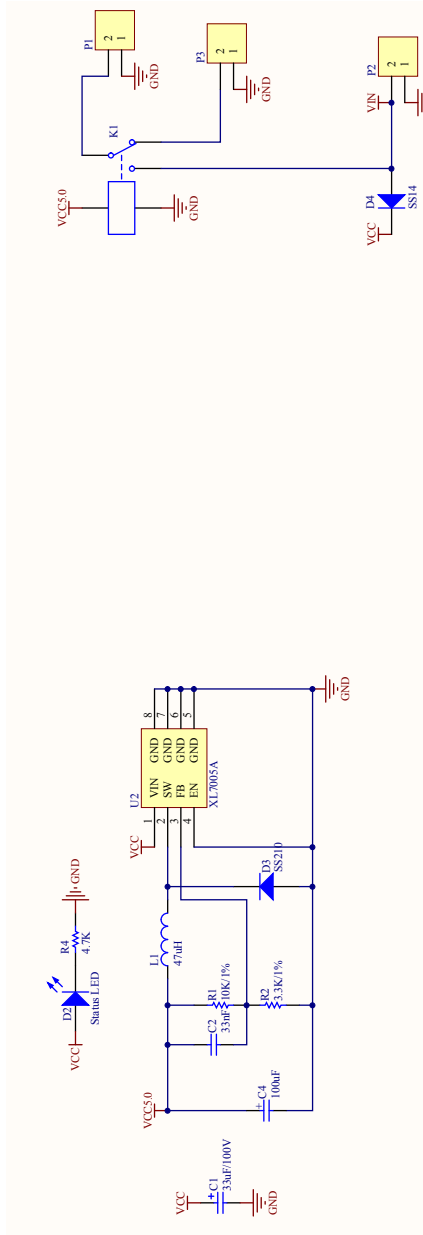 P1
2
1
GND
P3
2
1
GND
K1
VCC5.0
GND
P2
2
1
VIN
D4
SS14
VCC
GND
R4
4.7K
D2
Status LED
VCC
U2
XL7005A
VCC
1
2
3
4
VIN
SW
FB
EN
GND
GND
GND
GND
8
7
6
5
GND
L1
47uH
D3
SS210
R1
10K/1%
C2
33nF
R2
3.3K/1%
VCC5.0
C4
100uF
+
VCC
C1
33uF/100V
+
GND